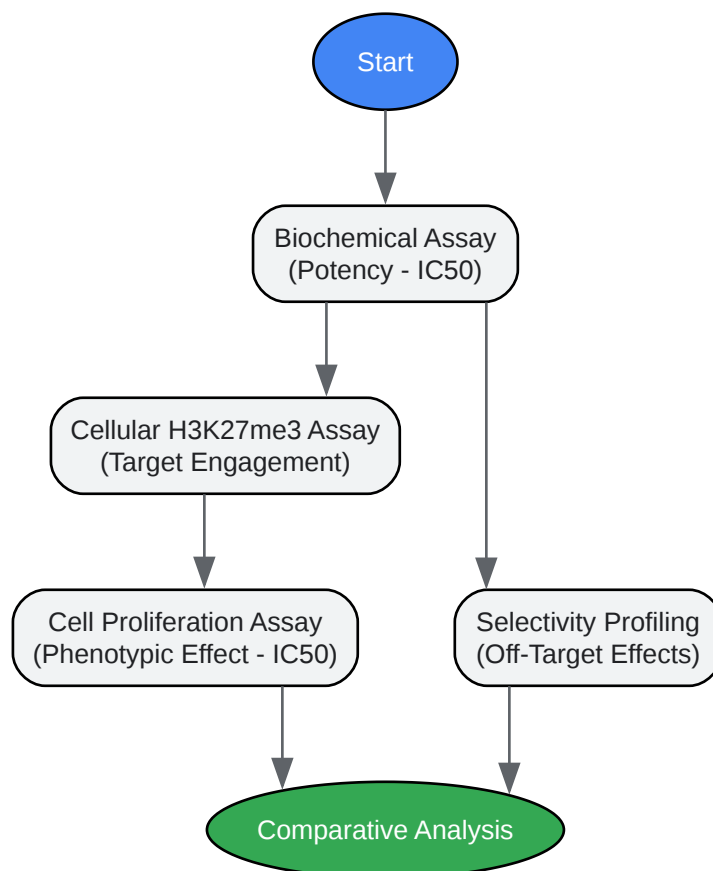 Start
Biochemical Assay
(Potency - IC50)
Cellular H3K27me3 Assay
(Target Engagement)
Cell Proliferation Assay
(Phenotypic Effect - IC50)
Selectivity Profiling
(Off-Target Effects)
Comparative Analysis